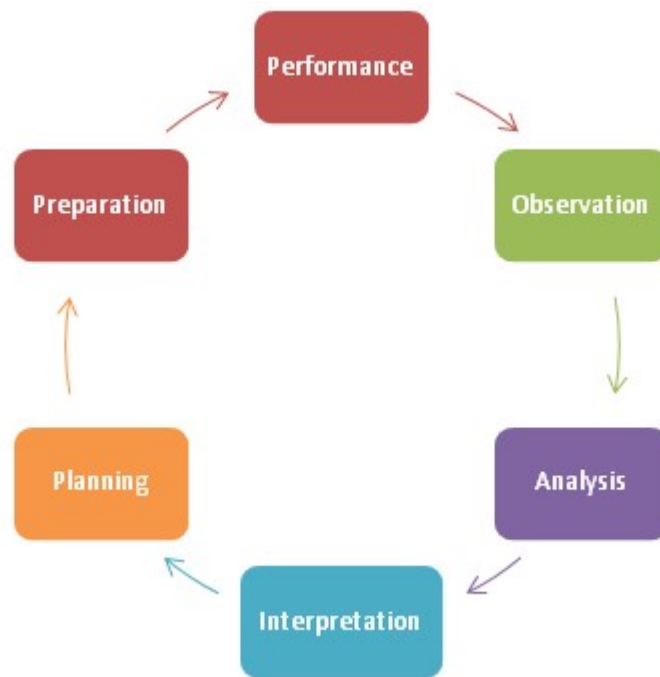 Performance
Observation
Analysis
Interpretation
Planning
Preparation